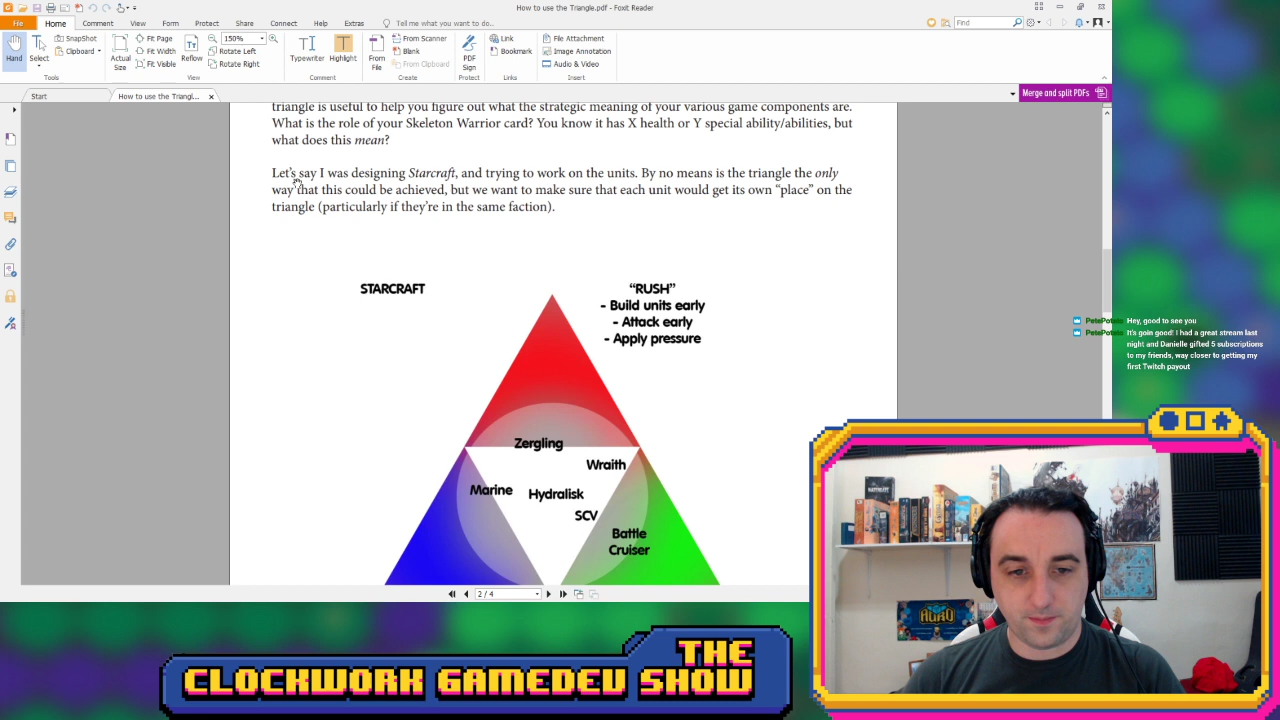 How to use the Triangle.pdf - Foxit Reader
File Home Comment View Form Protect Share Connect Help Extras Tell me what you want to do.. Find
Hand
Select
SnapShot
Clipboard
Tools
Actual Size
Fit Page
Fit Width
Fit Visible
Reflow
150%
Rotate Left
Rotate Right
View
Typewriter
Highlight
Comment
From File
From Scanner
Blank
From Clipboard
Create
PDF Sign
Protect
Link
Bookmark
Links
File Attachment
Image Annotation
Audio & Video
Insert
Start
How to use the Triangl...
Merge and split PDFs
triangle is useful to help you figure out what the strategic meaning of your various game components are.
What is the role of your Skeleton Warrior card? You know it has X health or Y special ability/abilities, but
what does this mean?
Let's say I was designing Starcraft, and trying to work on the units. By no means is the triangle the only
way that this could be achieved, but we want to make sure that each unit would get its own “place” on the
triangle (particularly if they're in the same faction).
STARCRAFT
“RUSH”
- Build units early
- Attack early
- Apply pressure
Zergling
Wraith
Marine
Hydralisk
SCV
Battle
Cruiser
2 / 4
Hey, good to see you
It's goin good! I had a great stream last
night and Danielle gifted 5 subscriptions
to my friends, way closer to getting my
first Twitch payout
AGRO
THE
CLOCKWORK GAMEDEV SHOW